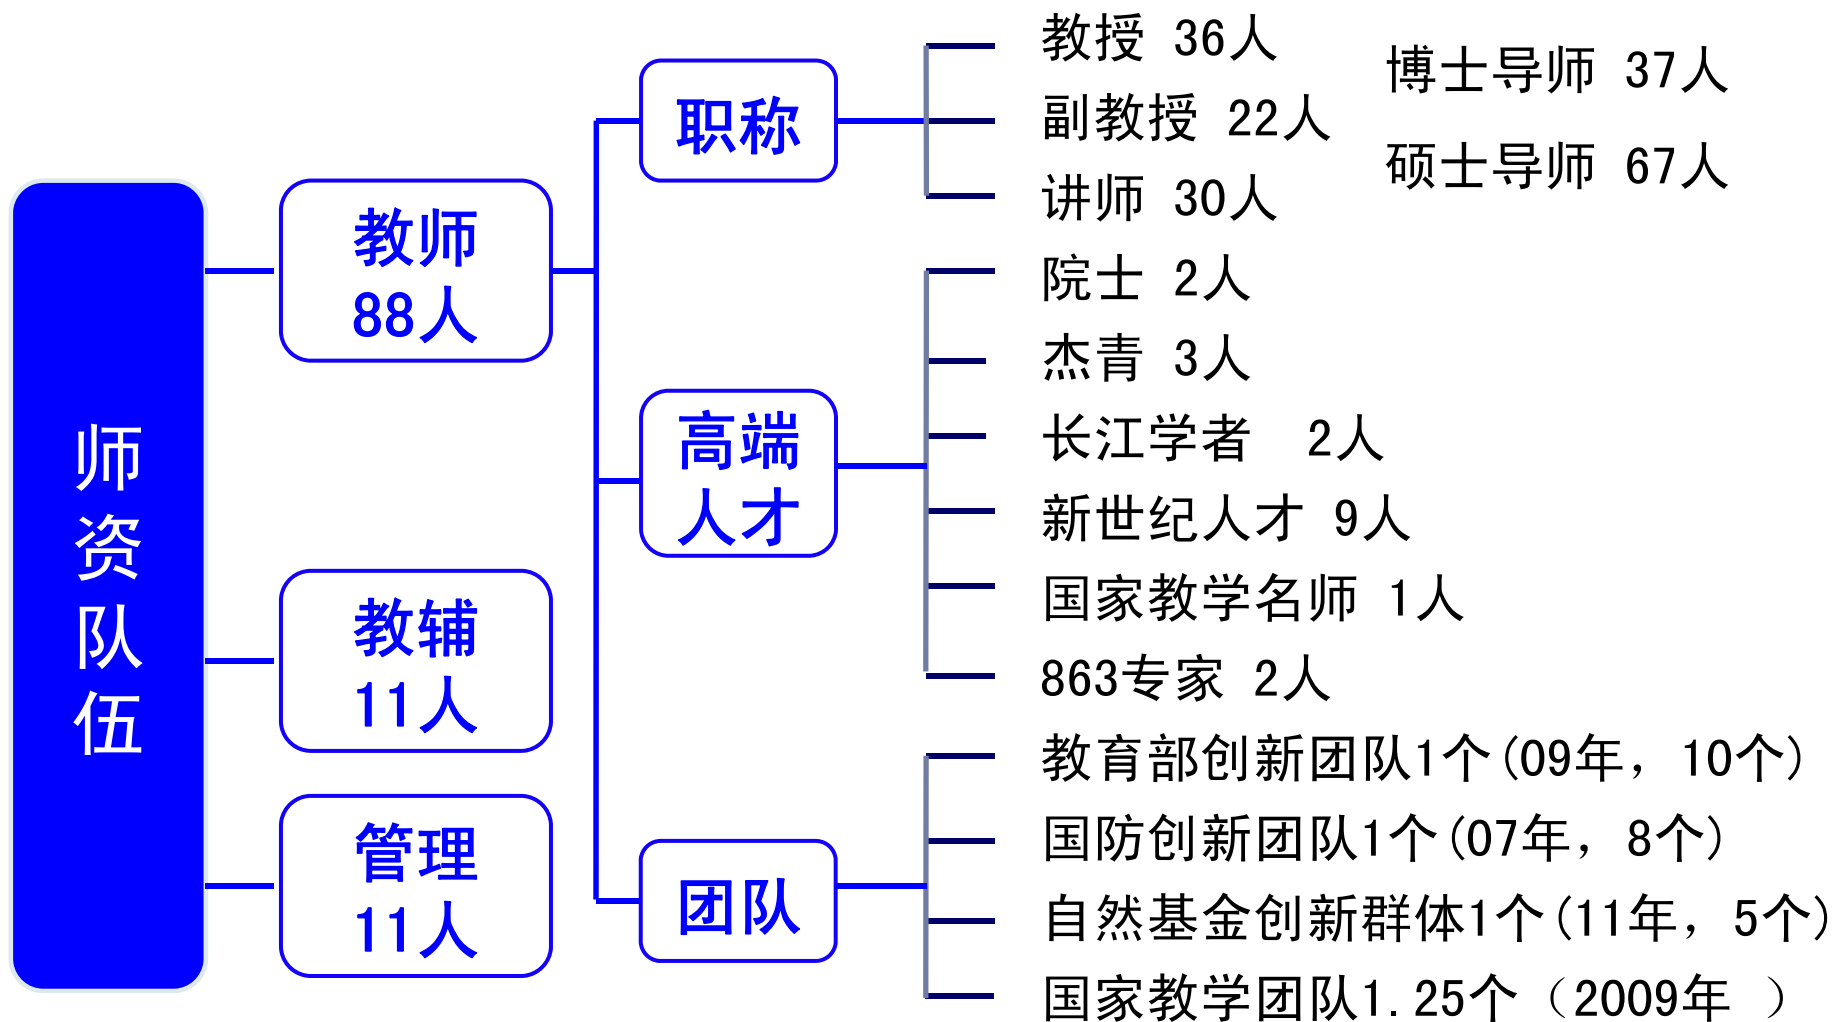 师
资
队
伍
教师
88人
教辅
11人
管理
11人
职称
高端
人才
团队
教授 36人
副教授 22人
讲师 30人
博士导师 37人
硕士导师 67人
院士 2人
杰青 3人
长江学者 2人
新世纪人才 9人
国家教学名师 1人
863专家 2人
教育部创新团队1个(09年，10个)
国防创新团队1个(07年，8个)
自然基金创新群体1个(11年，5个)
国家教学团队1.25个（2009年 ）